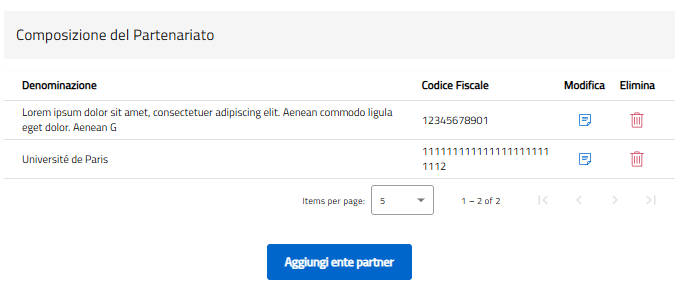 Composizione del Partenariato
Denominazione Codice Fiscale Modifica Elimina
Lorem ipsum dolor sit amet, consectetuer adipiscing elit. Aenean commodo ligula
eget dolor. Aenean G
12345678901
Université de Paris
111111111111111111111
1112
Items per page: 5 1 – 2 of 2
Aggiungi ente partner